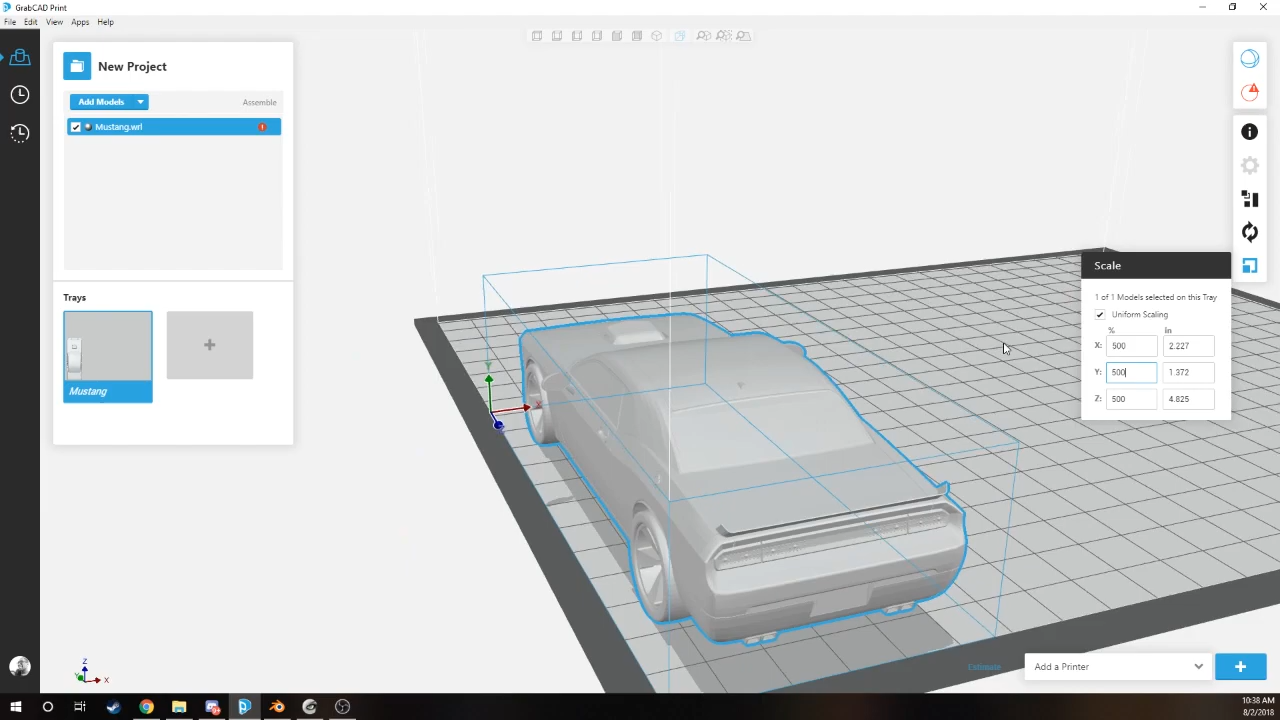 GrabCAD Print
File Edit View Apps Help
New Project
Add Models
Assemble
Mustang.wrl
Trays
Mustang
Scale
1 of 1 Models selected on this Tray
Uniform Scaling
% in
X: 500 2.227
Y: 500 1.372
Z: 500 4.825
X
Z
X
Estimate
Add a Printer
10:38 AM
8/2/2018